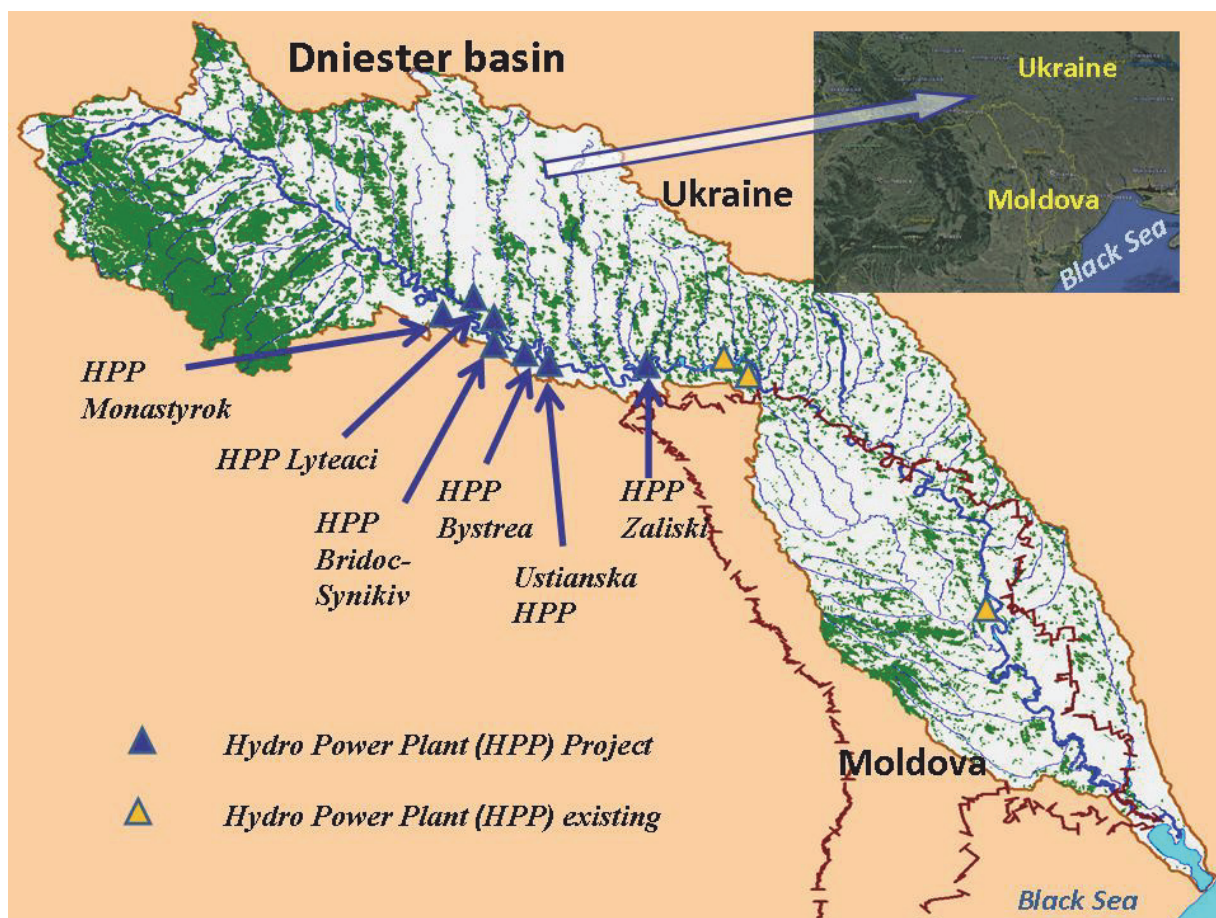 Dniester basin
Ukraine
Ukraine
Moldova
Black Sea
HPP
Monastyrok
HPP Lyteaci
HPP
Bridoc-
Synikiv
HPP
Bystrea
Ustianska
HPP
HPP
Zaliski
Hydro Power Plant (HPP) Project
Hydro Power Plant (HPP) existing
Moldova
Black Sea